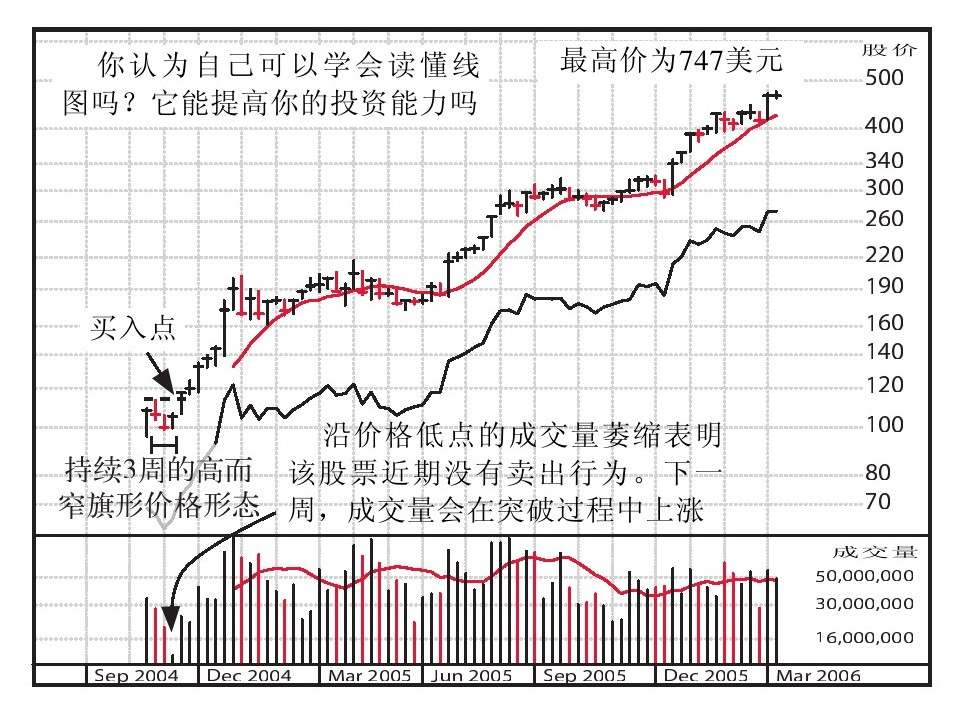 你认为自己可以学会读懂线
图吗？它能提高你的投资能力吗
最高价为747美元
股价
500
400
340
300
260
220
190
160
140
120
100
80
70
买入点
持续3周的高而
窄旗形价格形态
沿价格低点的成交量萎缩表明
该股票近期没有卖出行为。下一
周，成交量会在突破过程中上涨
成交量
50,000,000
30,000,000
16,000,000
Sep 2004 Dec 2004 Mar 2005 Jun 2005 Sep 2005 Dec 2005 Mar 2006